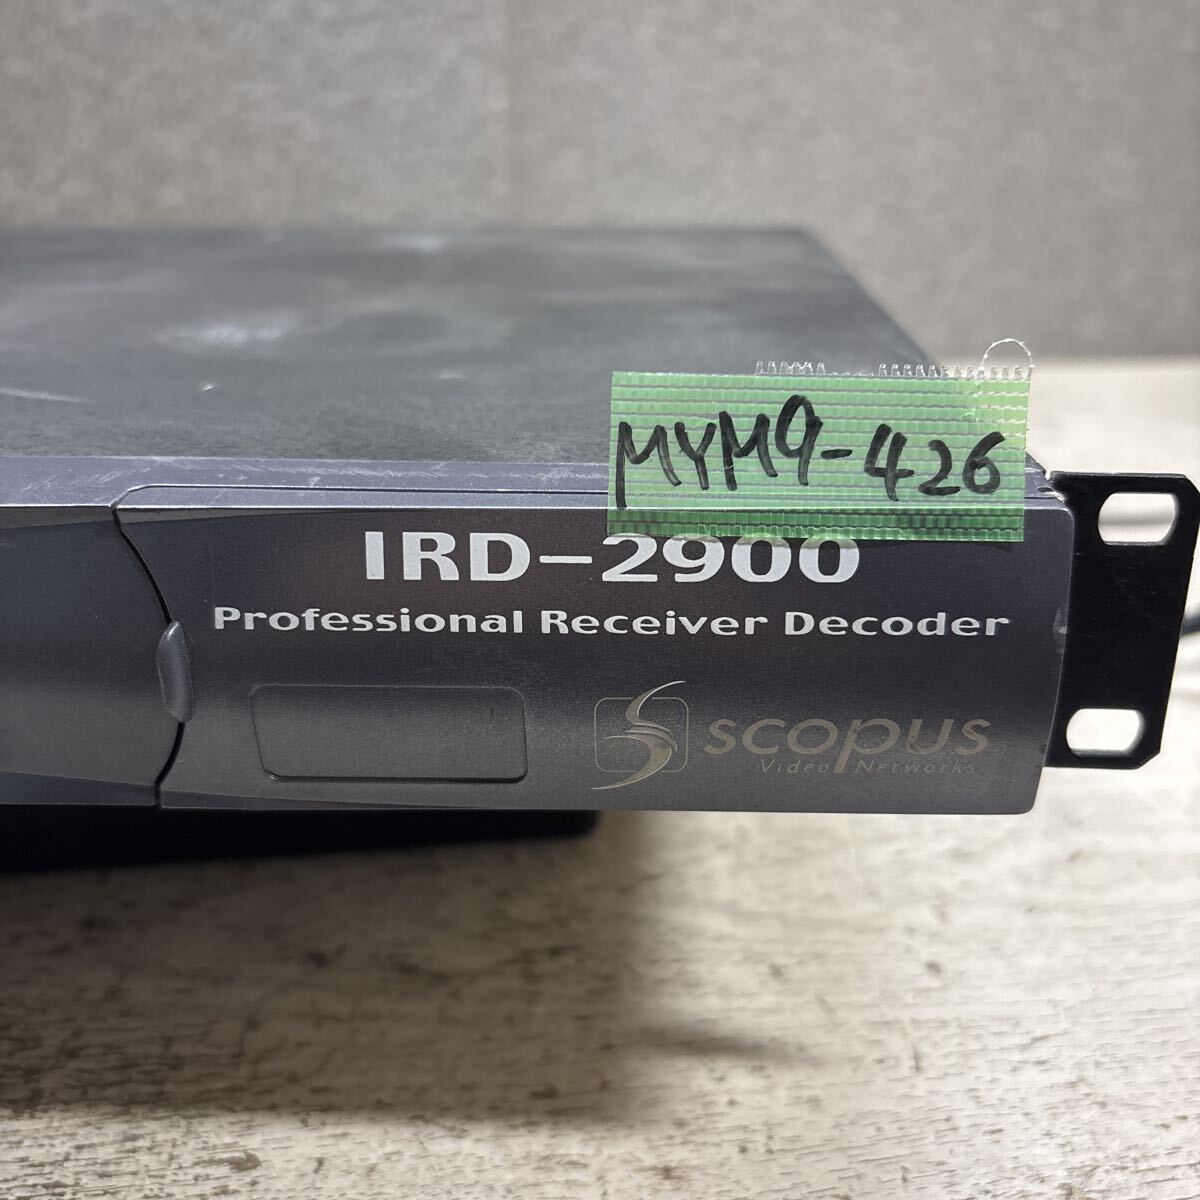 MYM9-426
IRD-2900
Professional Receiver Decoder
scopus
Video Networks